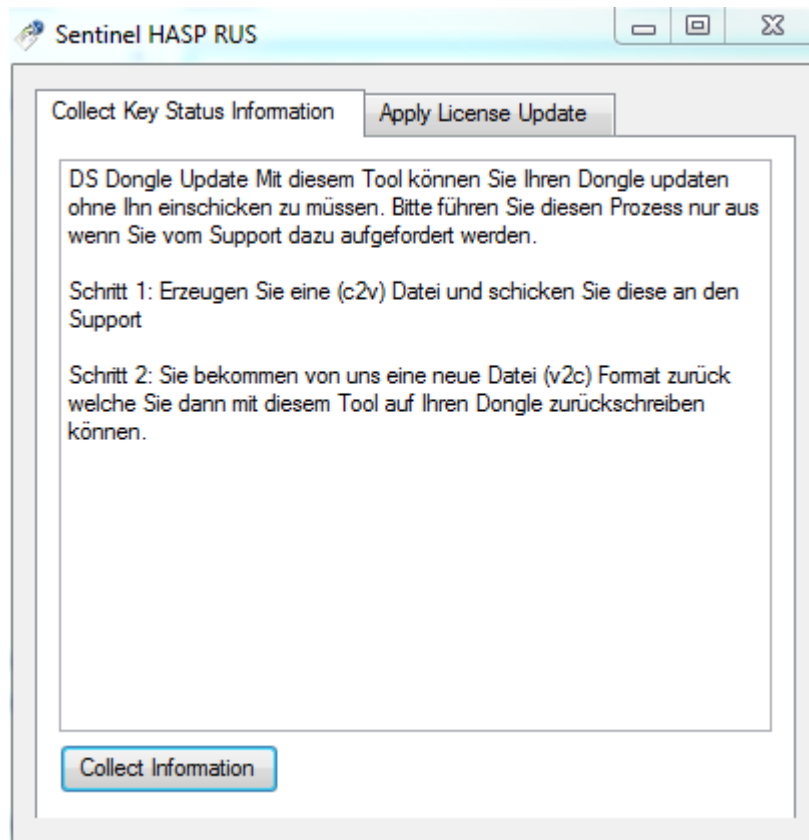 Sentinel HASP RUS
Collect Key Status Information
Apply License Update
DS Dongle Update Mit diesem Tool können Sie Ihren Dongle updaten
ohne Ihn einschicken zu müssen. Bitte führen Sie diesen Prozess nur aus
wenn Sie vom Support dazu aufgefordert werden.
Schritt 1: Erzeugen Sie eine (c2v) Datei und schicken Sie diese an den
Support
Schritt 2: Sie bekommen von uns eine neue Datei (v2c) Format zurück
welche Sie dann mit diesem Tool auf Ihren Dongle zurückschreiben
können.
Collect Information